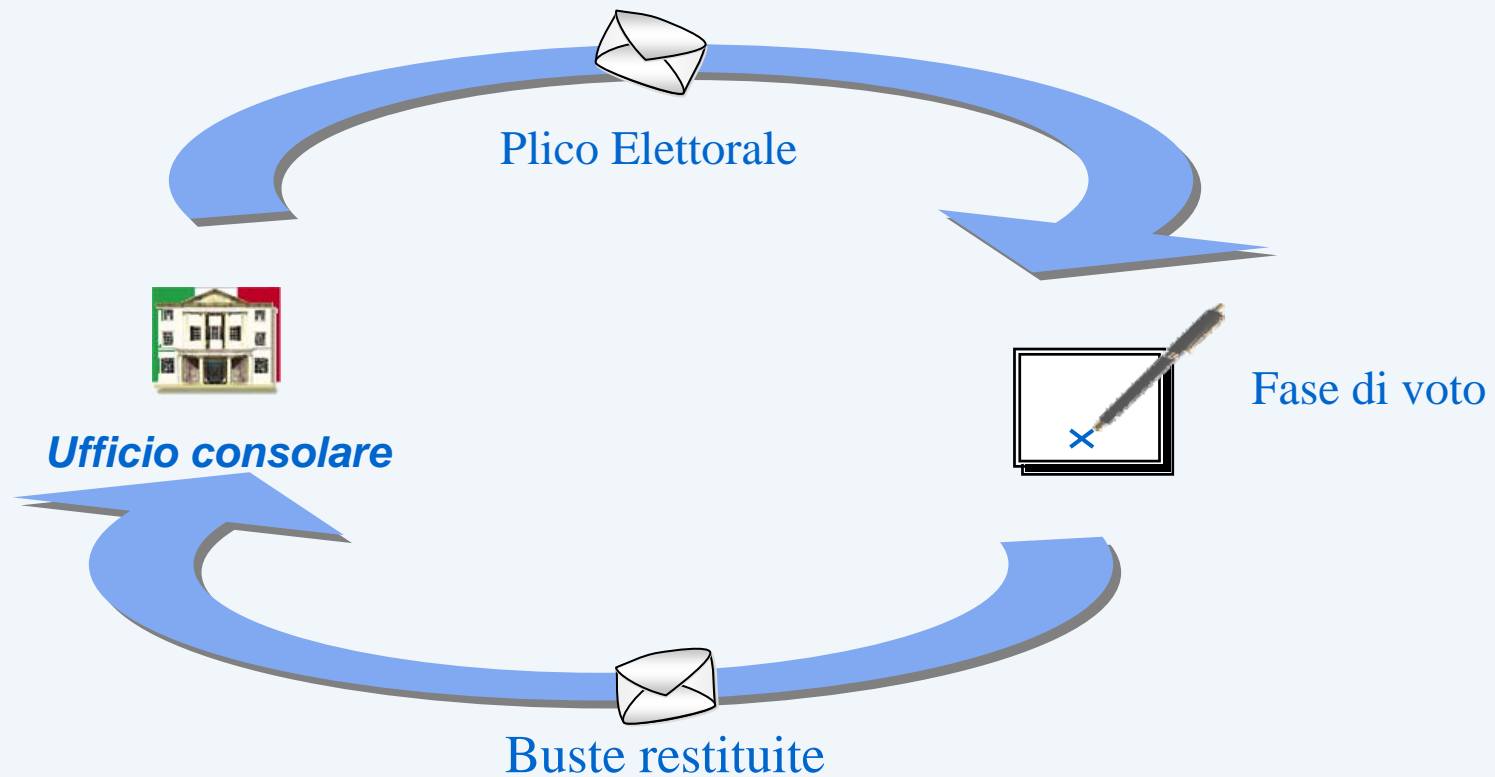 Plico Elettorale
Fase di voto
Ufficio consolare
Buste restituite